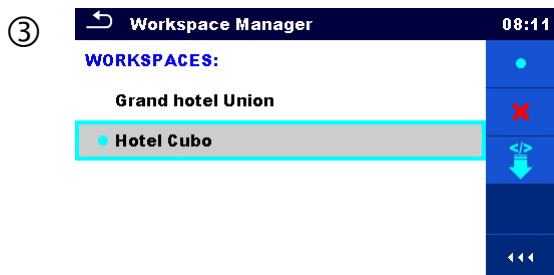 ③
Workspace Manager 08:11
WORKSPACES:
Grand hotel Union
Hotel Cubo
</>